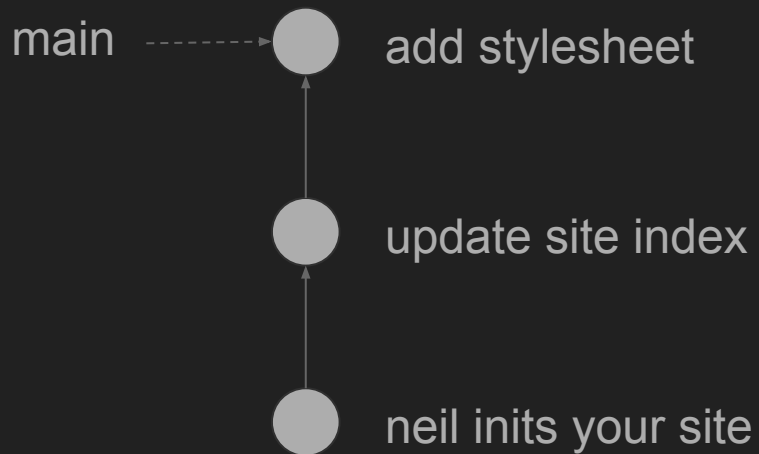 main
add stylesheet
update site index
neil inits your site